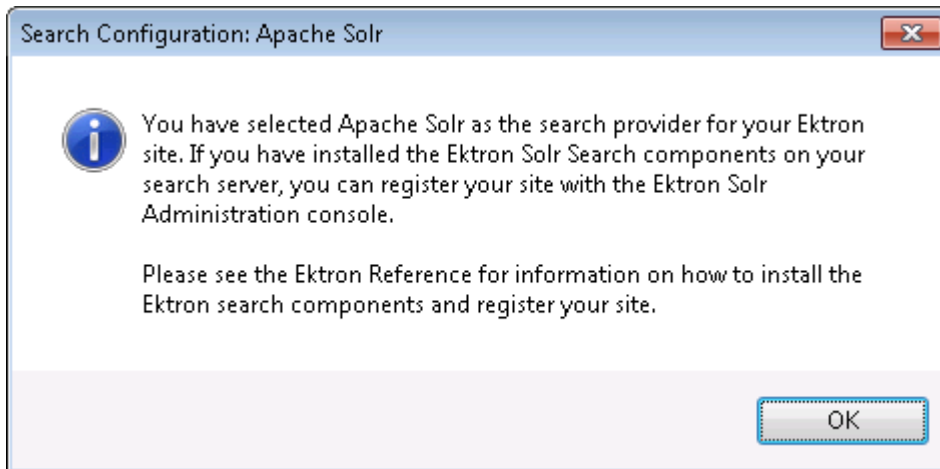 Search Configuration: Apache Solr
You have selected Apache Solr as the search provider for your Ektron
site. If you have installed the Ektron Solr Search components on your
search server, you can register your site with the Ektron Solr
Administration console.
Please see the Ektron Reference for information on how to install the
Ektron search components and register your site.
OK